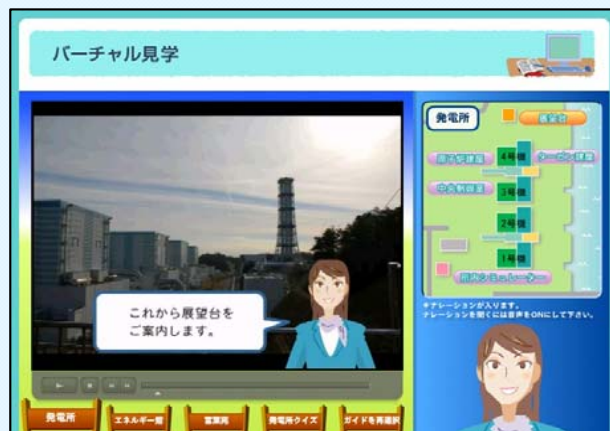 バーチャル見学
発電所
展望台
原子炉建屋
4号機
タービン建屋
中央制御室
3号機
2号機
1号機
これから展望台を
ご案内します。
＊ナレーションが入ります。
ナレーションを聞くには音声をONにして下さい。
発電所
エネルギー館
営業所
発電所クイズ
ガイドを再選択